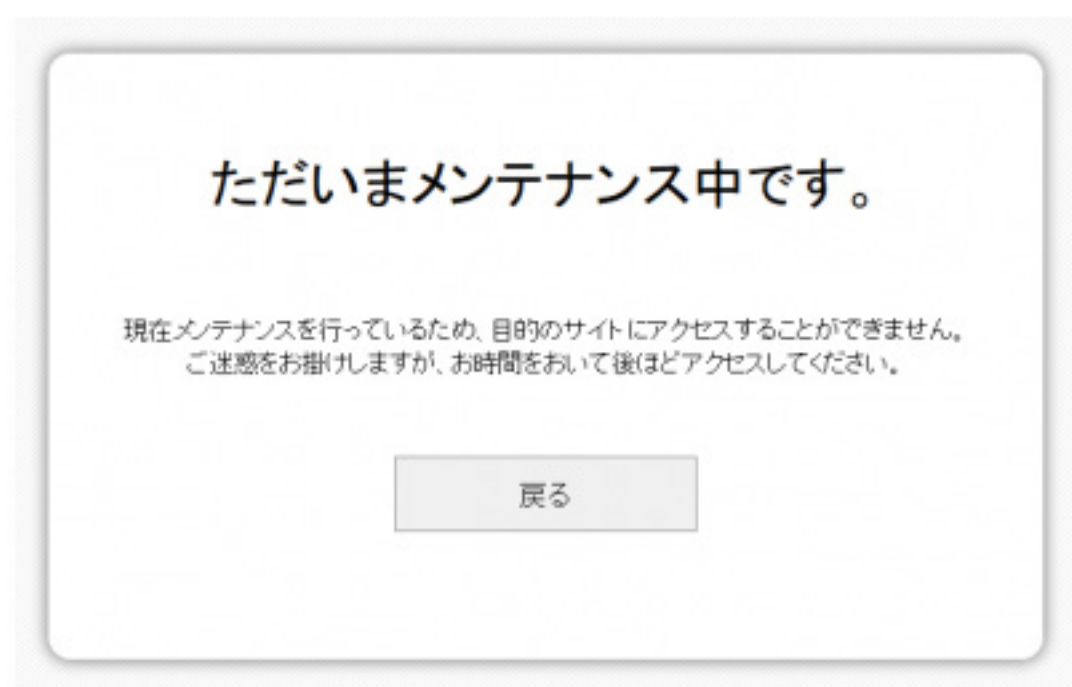 ただいまメンテナンス中です。
現在メンテナンスを行っているため、目的のサイトにアクセスすることができません。
ご迷惑をお掛けしますが、お時間をおいて後ほどアクセスしてください。
戻る